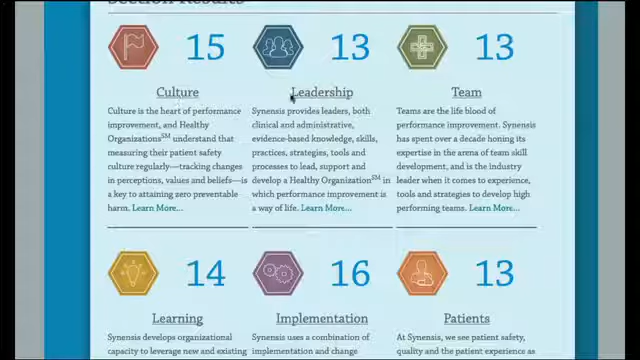 Section Results
15
13
13
Culture
Leadership
Team
Culture is the heart of performance
improvement, and Healthy
Organizations℠ understand that
measuring their patient safety
culture regularly—tracking changes
in perceptions, values and beliefs—is
a key to attaining zero preventable
harm. Learn More...
Synensis provides leaders, both
clinical and administrative,
evidence-based knowledge, skills,
practices, strategies, tools and
processes to lead, support and
develop a Healthy Organization℠ in
which performance improvement is
a way of life. Learn More...
Teams are the life blood of
performance improvement. Synensis
has spent over a decade honing its
expertise in the arena of team skill
development, and is the industry
leader when it comes to experience,
tools and strategies to develop high
performing teams. Learn More...
14
16
13
Learning
Implementation
Patients
Synensis develops organizational
capacity to leverage new and existing
Synensis uses a combination of
implementation and change
At Synensis, we see patient safety,
quality and the patient experience as